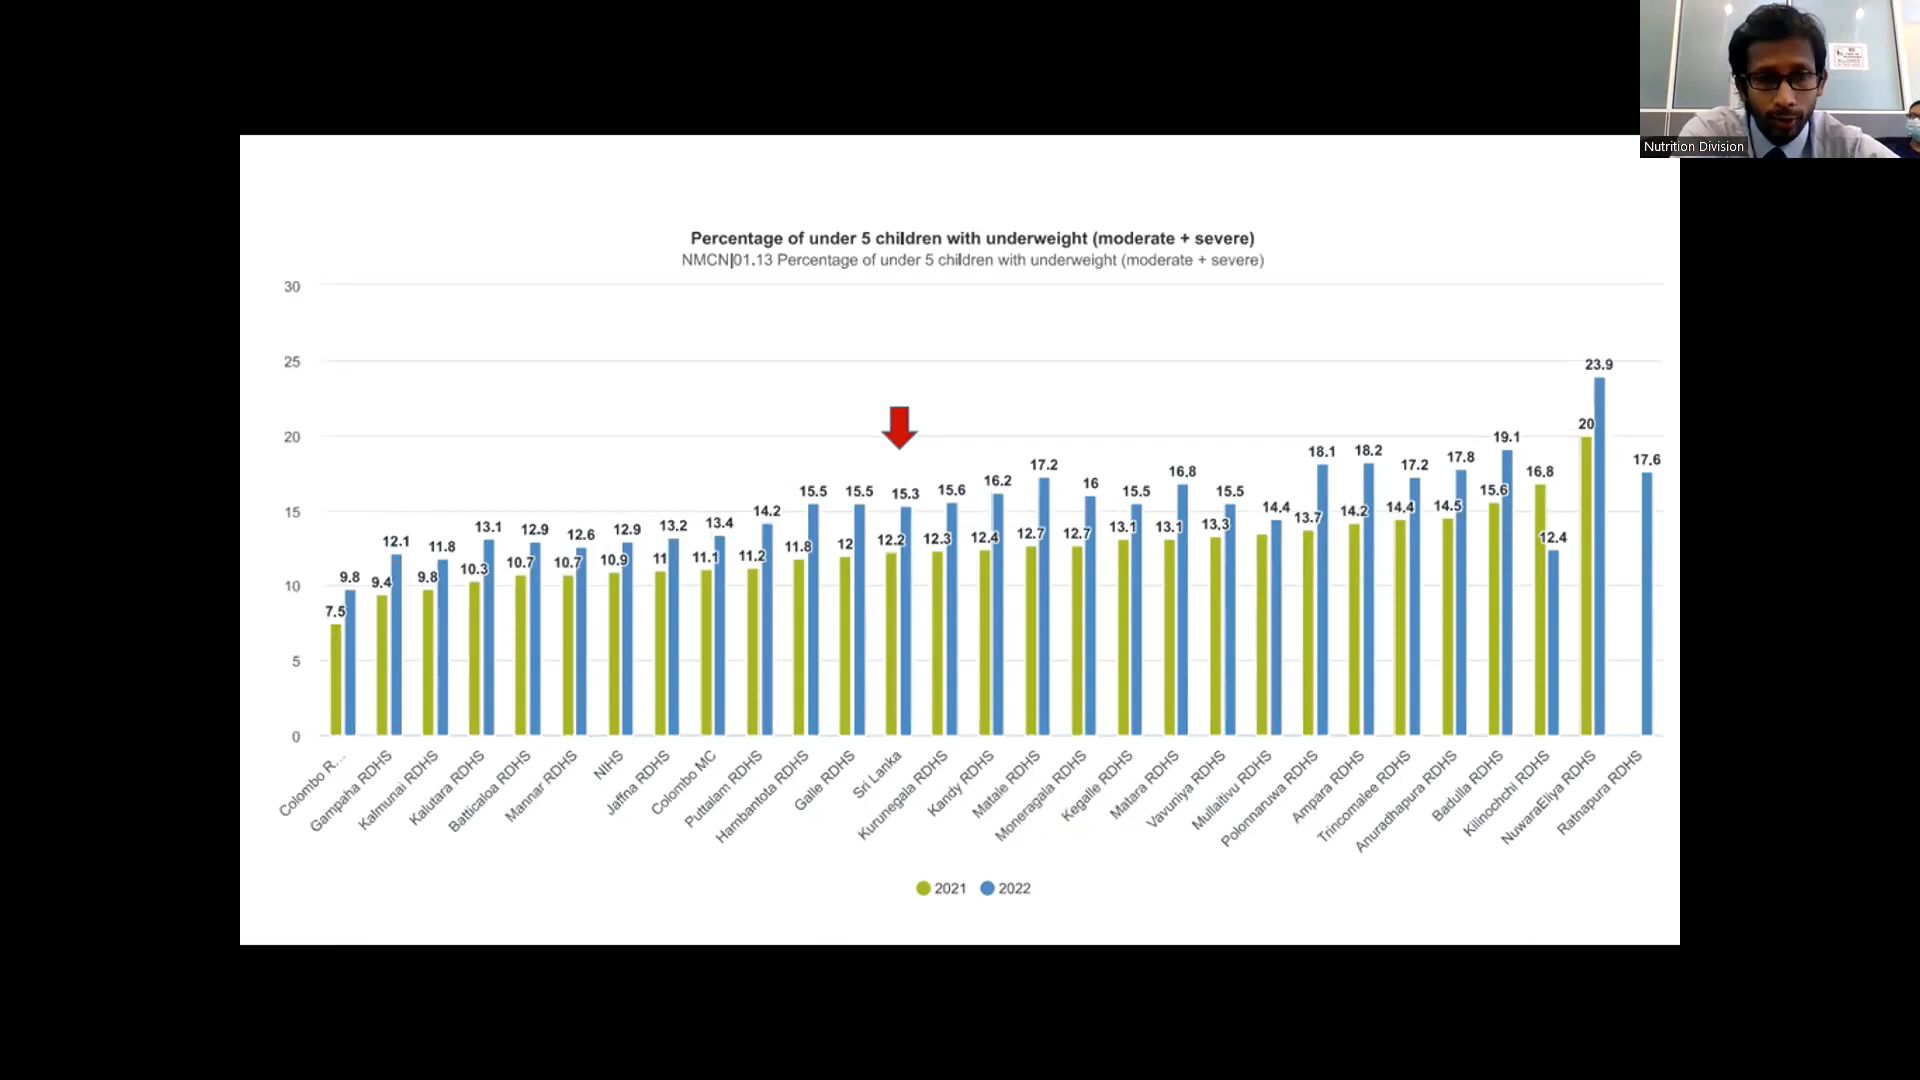 NO
ALLOWED
Nutrition Division
Percentage of under 5 children with underweight (moderate + severe)
NMCN|01.13 Percentage of under 5 children with underweight (moderate + severe)
30
25
20
15
10
5
0
7.5 9.8 9.4 12.1 9.8 11.8 10.3 13.1 10.7 12.9 10.7 12.6 10.9 12.9 11 13.2 11.1 13.4 11.2 14.2 11.8 15.5 12 15.5 12.2 15.3 12.3 15.6 12.4 16.2 12.7 17.2 12.7 16 13.1 15.5 13.1 16.8 13.3 15.5 14.4 13.7 18.1 14.2 18.2 14.4 17.2 14.5 17.8 15.6 19.1 16.8 12.4 20 23.9 17.6
Colombo R...
Gampaha RDHS
Kalmunai RDHS
Kalutara RDHS
Batticaloa RDHS
Mannar RDHS
NIHS
Jaffna RDHS
Colombo MC
Puttalam RDHS
Hambantota RDHS
Galle RDHS
Sri Lanka
Kurunegala RDHS
Kandy RDHS
Matale RDHS
Moneragala RDHS
Kegalle RDHS
Matara RDHS
Vavuniya RDHS
Mullaitivu RDHS
Polonnaruwa RDHS
Ampara RDHS
Trincomalee RDHS
Anuradhapura RDHS
Badulla RDHS
Kilinochchi RDHS
NuwaraEliya RDHS
Ratnapura RDHS
2021 2022